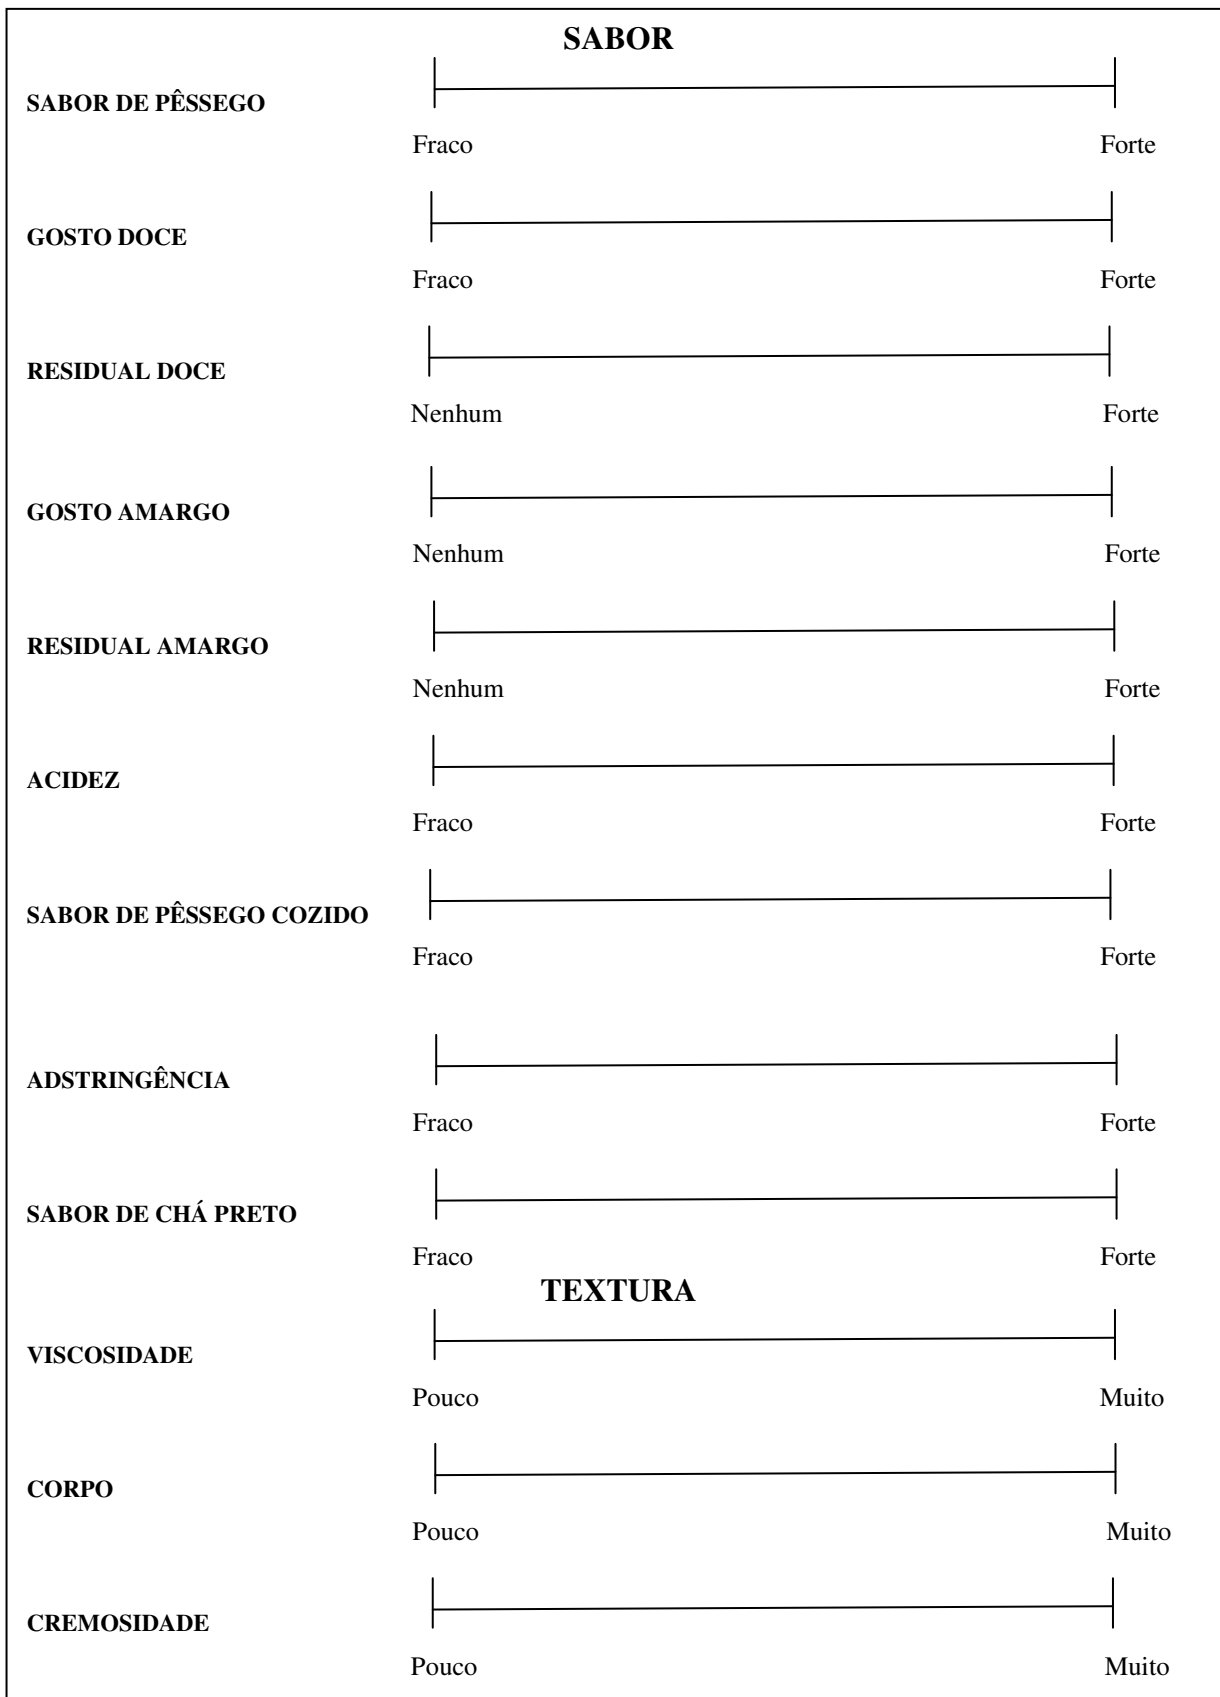 SABOR
SABOR DE PÊSSEGO
Fraco Forte
GOSTO DOCE
Fraco Forte
RESIDUAL DOCE
Nenhum Forte
GOSTO AMARGO
Nenhum Forte
RESIDUAL AMARGO
Nenhum Forte
ACIDEZ
Fraco Forte
SABOR DE PÊSSEGO COZIDO
Fraco Forte
ADSTRINGÊNCIA
Fraco Forte
SABOR DE CHÁ PRETO
Fraco Forte
TEXTURA
VISCOSIDADE
Pouco Muito
CORPO
Pouco Muito
CREMOSIDADE
Pouco Muito